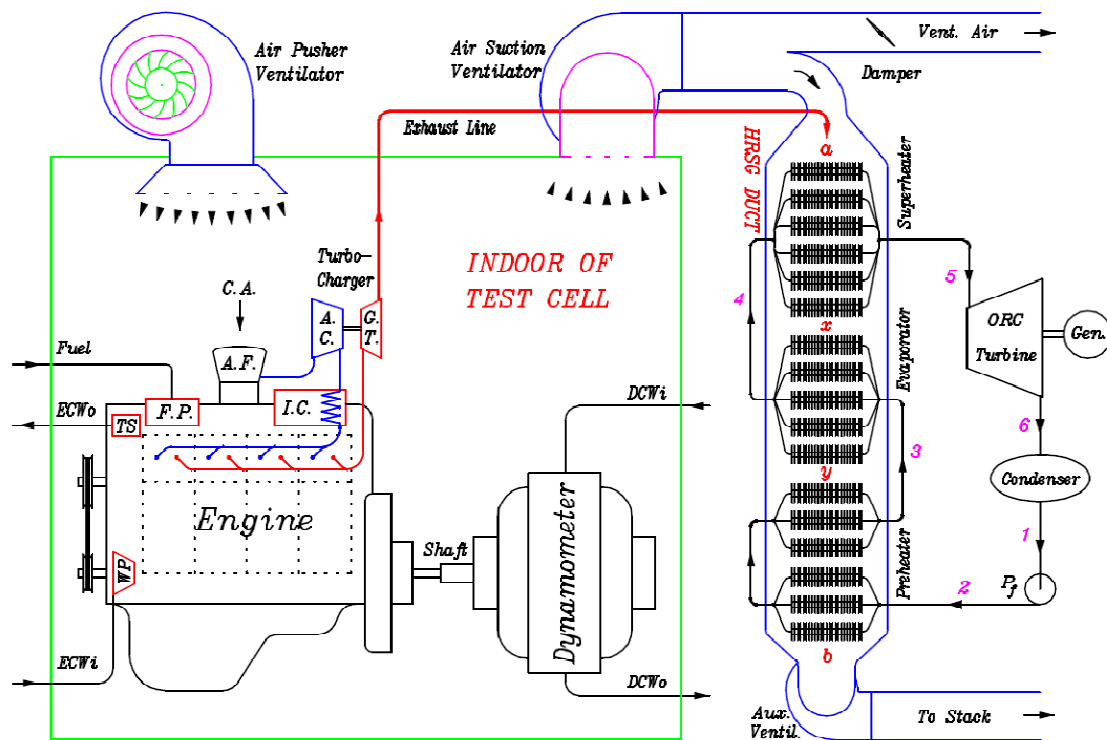 Air Pusher
Ventilator
Air Suction
Ventilator
Vent. Air
Damper
Exhaust Line
a
HRSG DUCT
Superheater
INDOOR OF
TEST CELL
Turbo-
Charger
C.A.
A.
C.
G.
T.
4
5
x
ORC
Turbine
Gen.
Fuel
A.F.
Evaporator
DCWi
F.P.
I.C.
ECWo
TS
6
3
y
Condenser
Engine
Dynamometer
1
Shaft
WP
Preheater
2
Pf
ECWi
b
DCWo
Aux.
Ventil.
To Stack